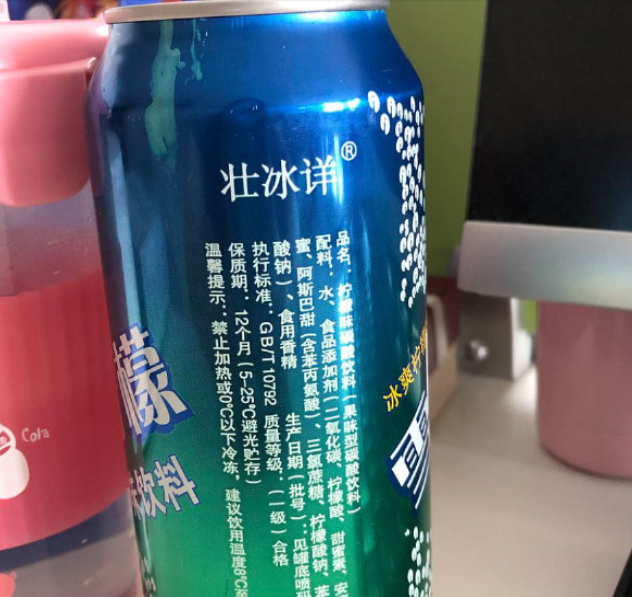 壮冰详®
品名：柠檬味碳酸饮料（果味型碳酸饮料）
配料：水、食品添加剂（二氧化碳、柠檬酸、甜蜜素、安
蜜、阿斯巴甜（含苯丙氨酸）、三氯蔗糖、柠檬酸钠、苯
酸钠）、食用香精 生产日期（批号）：见罐底喷码
执行标准：GB/T 10792 质量等级：（一级）合格
保质期：12个月（5-25℃避光贮存）
温馨提示：禁止加热或0℃以下冷冻，建议饮用温度8℃至
冰爽柠檬
檬
饮料
Cola